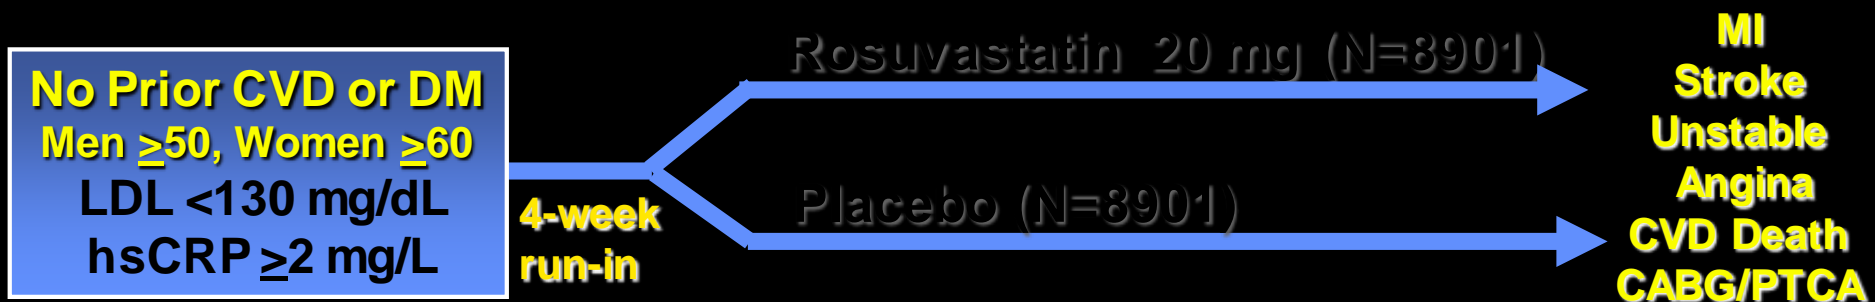 No Prior CVD or DM
Men ≥50, Women ≥60
LDL <130 mg/dL
hsCRP ≥2 mg/L
4-week
run-in
Rosuvastatin 20 mg (N=8901)
Placebo (N=8901)
MI
Stroke
Unstable
Angina
CVD Death
CABG/PTCA